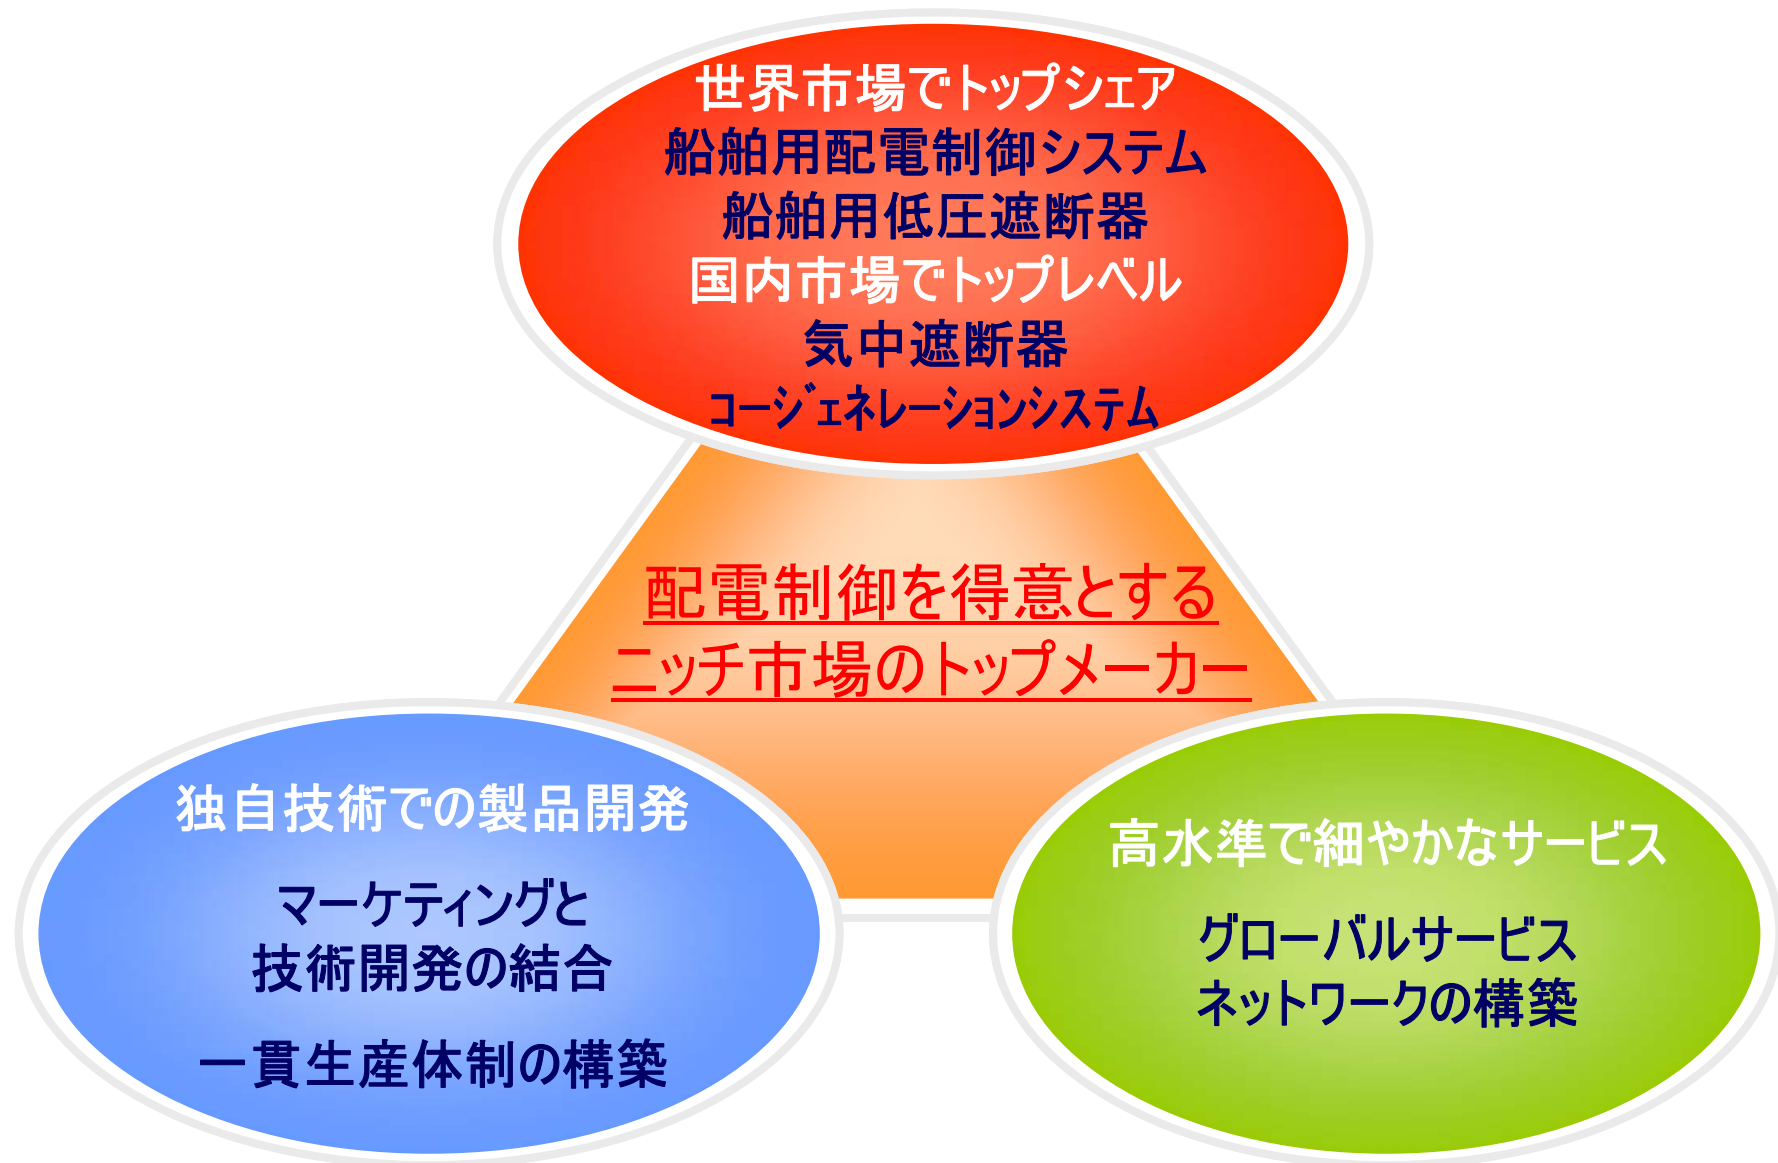 世界市場でトップシェア
船舶用配電制御システム
船舶用低圧遮断器
国内市場でトップレベル
気中遮断器
コージェネレーションシステム
配電制御を得意とする
ニッチ市場のトップメーカー
独自技術での製品開発
マーケティングと
技術開発の結合
一貫生産体制の構築
高水準で細やかなサービス
グローバルサービス
ネットワークの構築